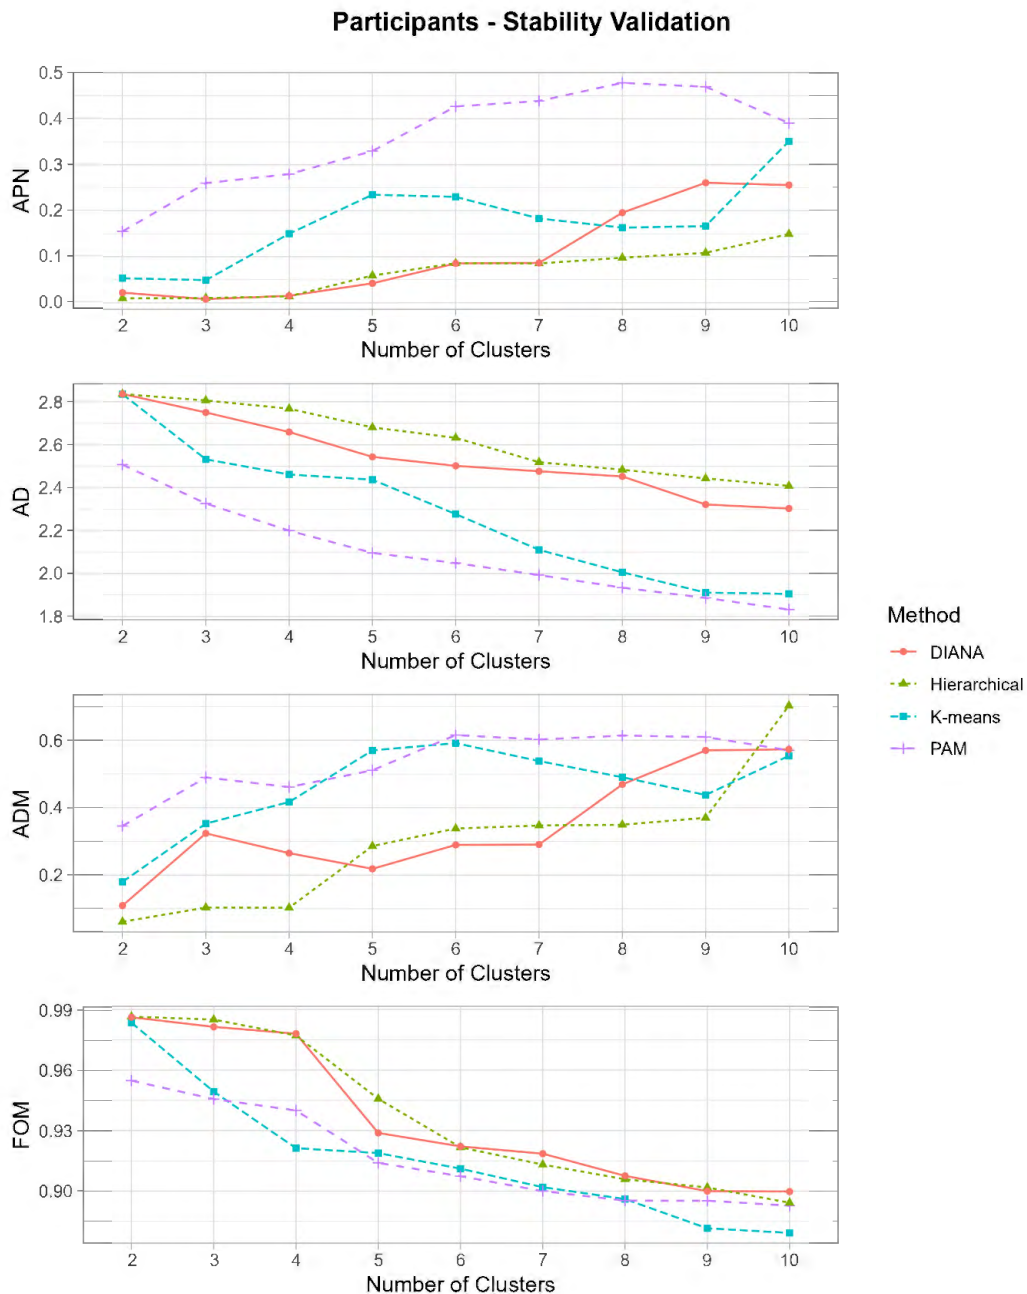 Participants - Stability Validation
APN
0.5
0.4
0.3
0.2
0.1
0.0
2 3 4 5 6 7 8 9 10
Number of Clusters
AD
2.8
2.6
2.4
2.2
2.0
1.8
2 3 4 5 6 7 8 9 10
Number of Clusters
ADM
0.6
0.4
0.2
2 3 4 5 6 7 8 9 10
Number of Clusters
FOM
0.99
0.96
0.93
0.90
2 3 4 5 6 7 8 9 10
Number of Clusters
Method
DIANA
Hierarchical
K-means
PAM